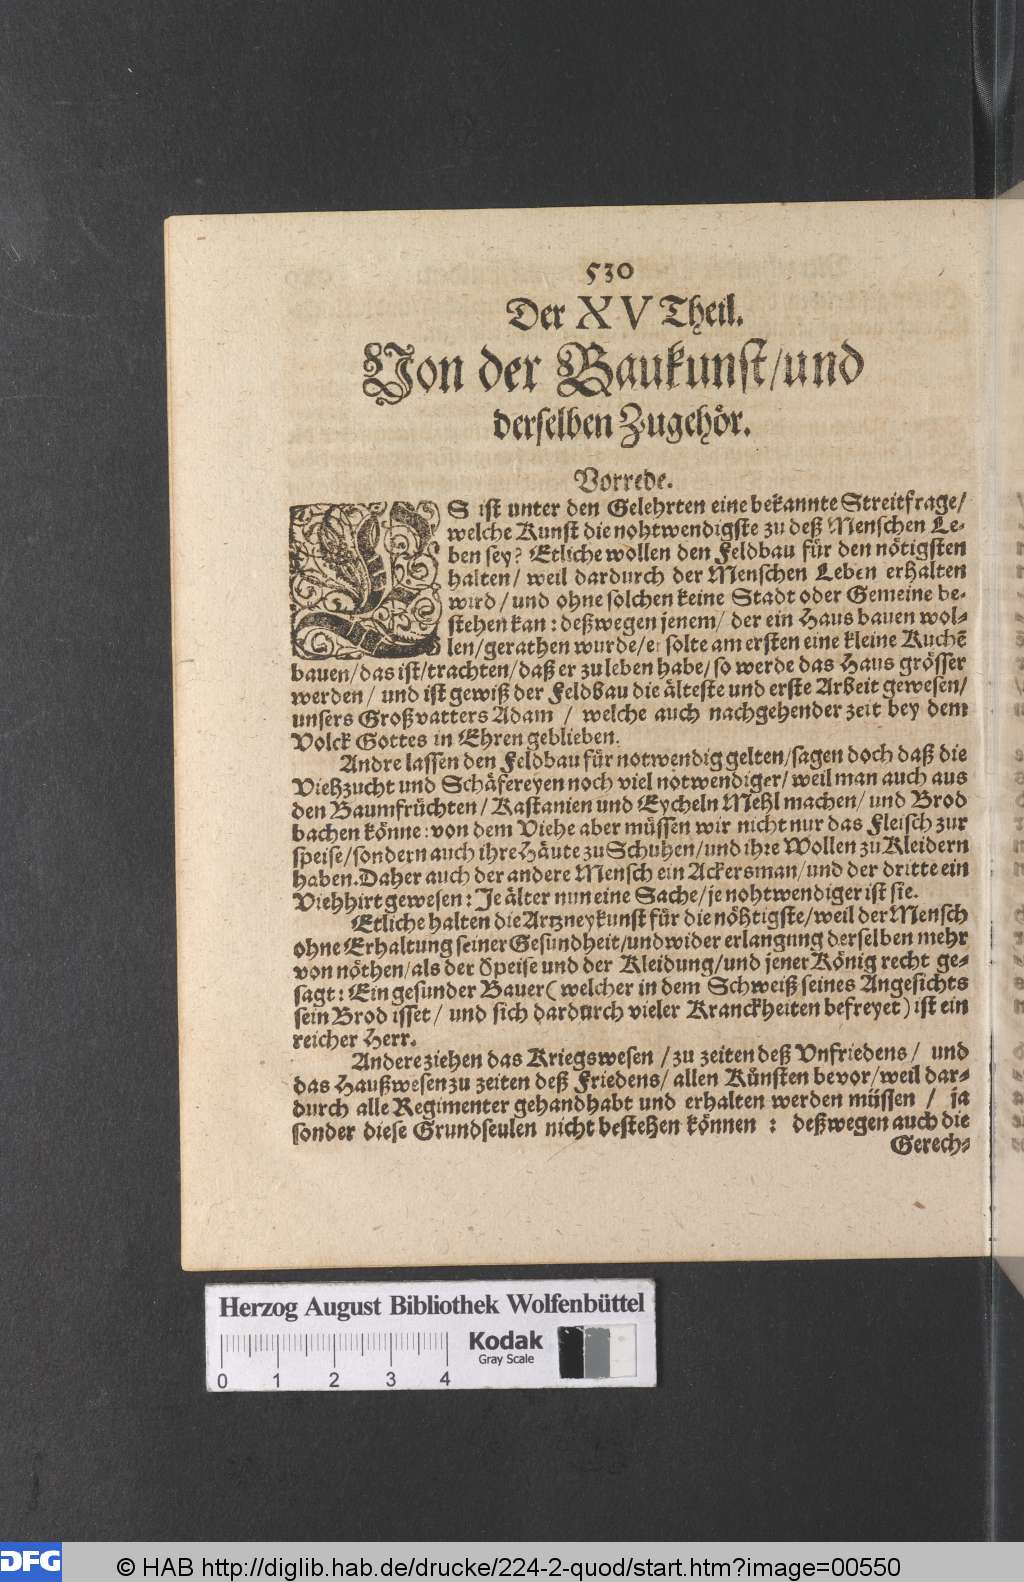 530
Der XV Theil.
Von der Baukunst/und
derselben Zugehör.
Vorrede.
ES ist unter den Gelehrten eine bekannte Streitfrage/
welche Kunst die nohtwendigste zu deß Menschen Le-
ben sey? Etliche wollen den Feldbau für den nötigsten
halten/ weil dardurch der Menschen Leben erhalten
wird/ und ohne solchen keine Stadt oder Gemeine be-
stehen kan: deßwegen jenem/ der ein Haus bauen wol-
len/gerathen wurde/er solte am ersten eine kleine Kuchē
bauen/das ist/trachten/daß er zu leben habe/so werde das Haus grösser
werden/ und ist gewiß der Feldbau die älteste und erste Arbeit gewesen/
unsers Großvatters Adam / welche auch nachgehender zeit bey dem
Volck Gottes in Ehren geblieben.
Andre lassen den Feldbau für notwendig gelten/sagen doch daß die
Viehzucht und Schäfereyen noch viel notwendiger/weil man auch aus
den Baumfrüchten/ Kastanien und Eycheln Mehl machen/ und Brod
bachen könne: von dem Viehe aber müssen wir nicht nur das Fleisch zur
speise/sondern auch ihre Häute zu Schuhen/und ihre Wollen zu Kleidern
haben. Daher auch der andere Mensch ein Ackersman/und der dritte ein
Viehhirt gewesen: Je älter nun eine Sache/je nohtwendiger ist sie.
Etliche halten die Artzneykunst für die nöhtigste/weil der Mensch
ohne Erhaltung seiner Gesundheit/und wider erlangung derselben mehr
von nöthen/als der Speise und der Kleidung/und jener König recht ge-
sagt: Ein gesunder Bauer (welcher in dem Schweiß seines Angesichts
sein Brod isset/ und sich dardurch vieler Kranckheiten befreyet) ist ein
reicher Herr.
Andere ziehen das Kriegswesen /zu zeiten deß Vnfriedens/ und
das Haußwesen zu zeiten deß Friedens/ allen Künsten bevor/weil dar-
durch alle Regimenter gehandhabt und erhalten werden müssen / ja
sonder diese Grundseulen nicht bestehen können : deßwegen auch die
Gerech-
Herzog August Bibliothek Wolfenbüttel
Kodak
Gray Scale
0 1 2 3 4
DFG
© HAB http://diglib.hab.de/drucke/224-2-quod/start.htm?image=00550